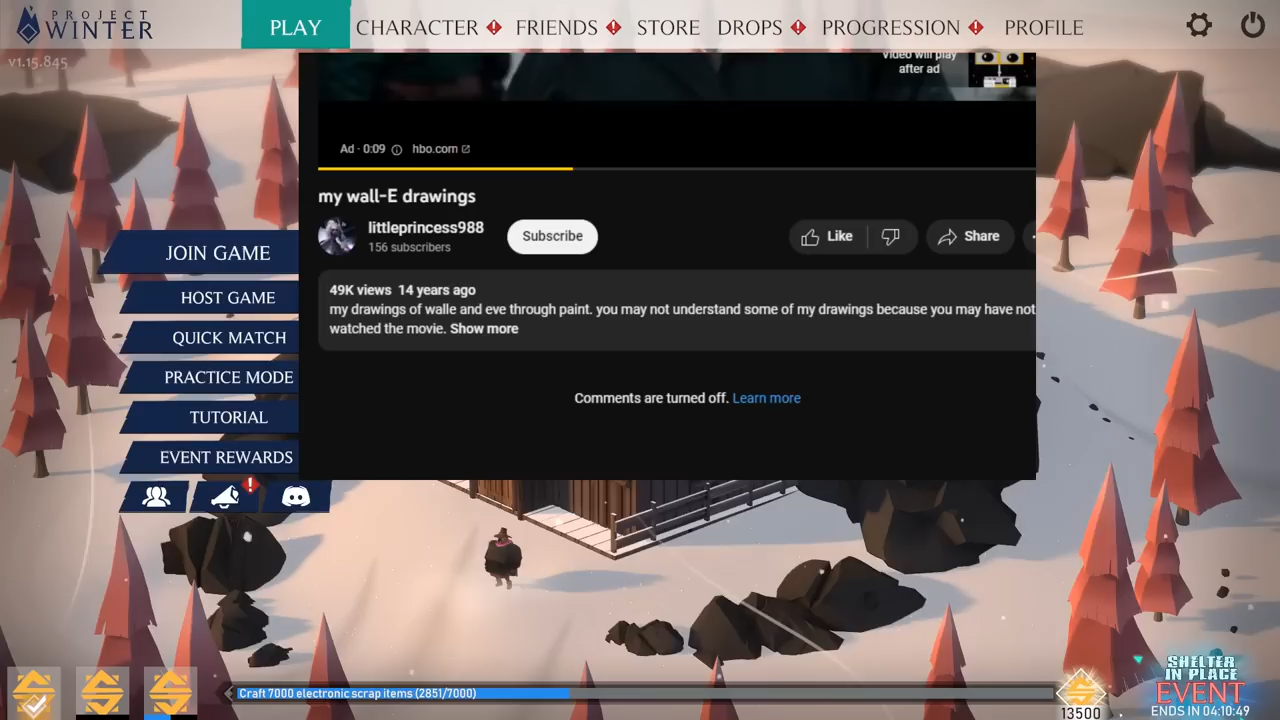 PROJECT
WINTER
PLAY
CHARACTER !
FRIENDS !
STORE
DROPS !
PROGRESSION !
PROFILE
v1.15.845
Video will play
after ad
Ad · 0:09
hbo.com
my wall-E drawings
littleprincess988
156 subscribers
Subscribe
Like
Share
49K views 14 years ago
my drawings of walle and eve through paint. you may not understand some of my drawings because you may have not
watched the movie. Show more
Comments are turned off. Learn more
JOIN GAME
HOST GAME
QUICK MATCH
PRACTICE MODE
TUTORIAL
EVENT REWARDS
!
Craft 7000 electronic scrap items (2851/7000)
13500
SHELTER
IN PLACE
EVENT
ENDS IN 04:10:49